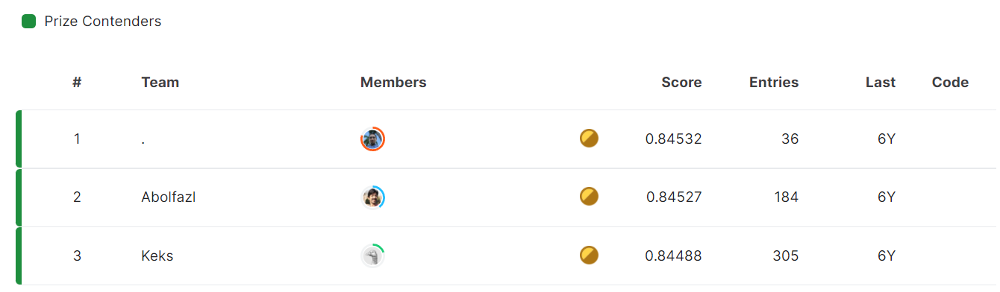 Prize Contenders
# Team Members Score Entries Last Code
1 . 0.84532 36 6Y
2 Abolfazl 0.84527 184 6Y
3 Keks 0.84488 305 6Y